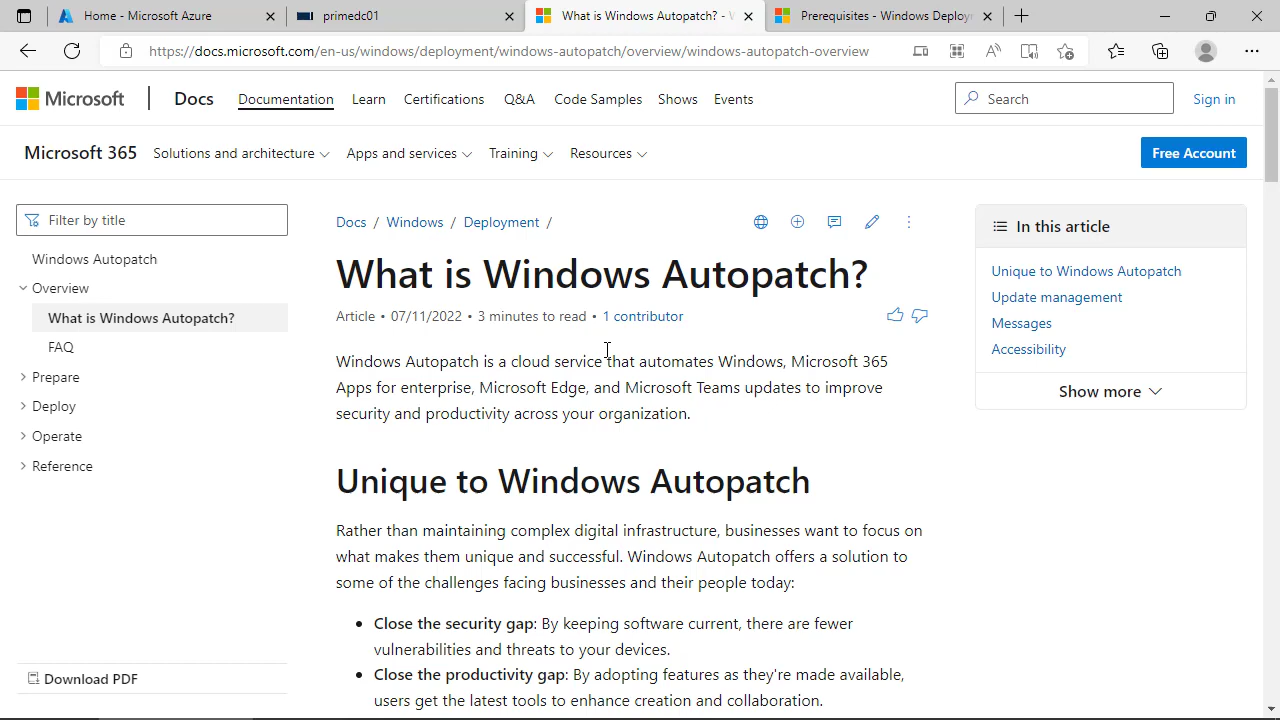 Home - Microsoft Azure
primedc01
What is Windows Autopatch? - W
Prerequisites - Windows Deploym
https://docs.microsoft.com/en-us/windows/deployment/windows-autopatch/overview/windows-autopatch-overview
Microsoft
Docs
Documentation
Learn
Certifications
Q&A
Code Samples
Shows
Events
Search
Sign in
Microsoft 365
Solutions and architecture
Apps and services
Training
Resources
Free Account
Filter by title
Windows Autopatch
Overview
What is Windows Autopatch?
FAQ
Prepare
Deploy
Operate
Reference
Download PDF
Docs / Windows / Deployment /
What is Windows Autopatch?
Article • 07/11/2022 • 3 minutes to read • 1 contributor
Windows Autopatch is a cloud service that automates Windows, Microsoft 365
Apps for enterprise, Microsoft Edge, and Microsoft Teams updates to improve
security and productivity across your organization.
Unique to Windows Autopatch
Rather than maintaining complex digital infrastructure, businesses want to focus on
what makes them unique and successful. Windows Autopatch offers a solution to
some of the challenges facing businesses and their people today:
• Close the security gap: By keeping software current, there are fewer
vulnerabilities and threats to your devices.
• Close the productivity gap: By adopting features as they're made available,
users get the latest tools to enhance creation and collaboration.
In this article
Unique to Windows Autopatch
Update management
Messages
Accessibility
Show more